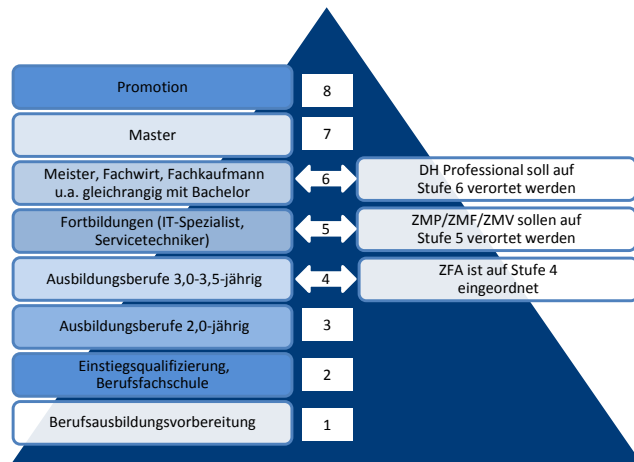 Promotion
8
Master
7
Meister, Fachwirt, Fachkaufmann
u.a. gleichrangig mit Bachelor
6
DH Professional soll auf
Stufe 6 verortet werden
Fortbildungen (IT-Spezialist,
Servicetechniker)
5
ZMP/ZMF/ZMV sollen auf
Stufe 5 verortet werden
Ausbildungsberufe 3,0-3,5-jährig
4
ZFA ist auf Stufe 4
eingeordnet
Ausbildungsberufe 2,0-jährig
3
Einstiegsqualifizierung,
Berufsfachschule
2
Berufsausbildungsvorbereitung
1